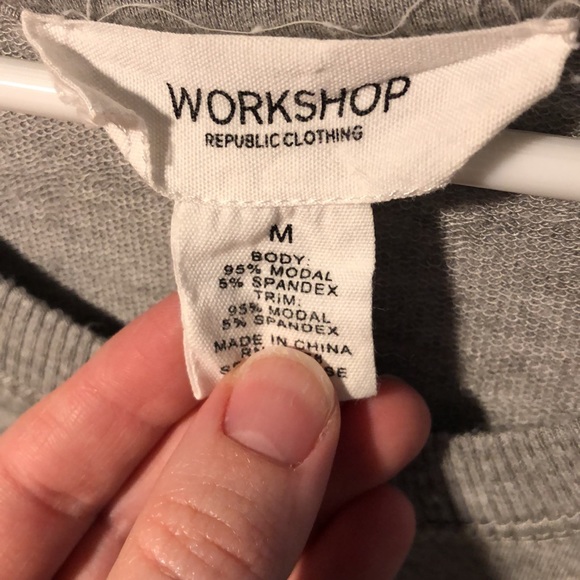 WORKSHOP
REPUBLIC CLOTHING
M
BODY:
95% MODAL
5% SPANDEX
TRIM:
95% MODAL
5% SPANDEX
MADE IN CHINA